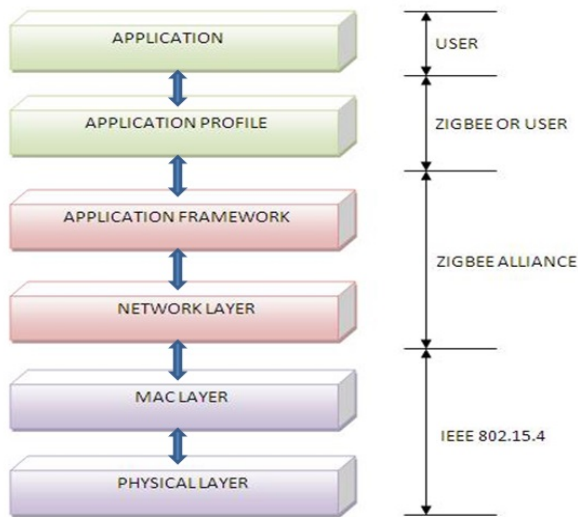 APPLICATION
USER
APPLICATION PROFILE
ZIGBEE OR USER
APPLICATION FRAMEWORK
ZIGBEE ALLIANCE
NETWORK LAYER
MAC LAYER
IEEE 802.15.4
PHYSICAL LAYER